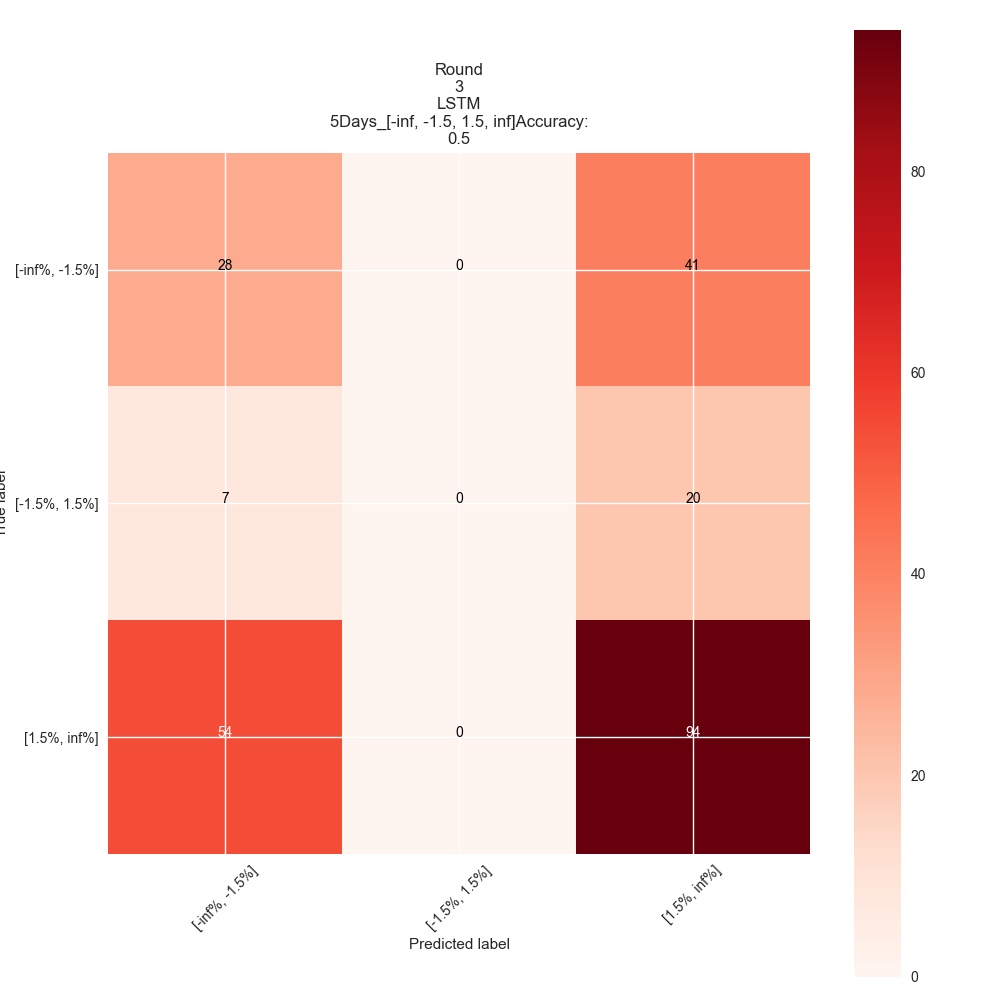 Round
3
LSTM
5Days_[-inf, -1.5, 1.5, inf]Accuracy:
0.5
80
[-inf%, -1.5%]
28
0
41
60
[-1.5%, 1.5%]
7
0
20
True label
40
[1.5%, inf%]
54
0
94
20
[-inf%, -1.5%]
[-1.5%, 1.5%]
[1.5%, inf%]
Predicted label
0